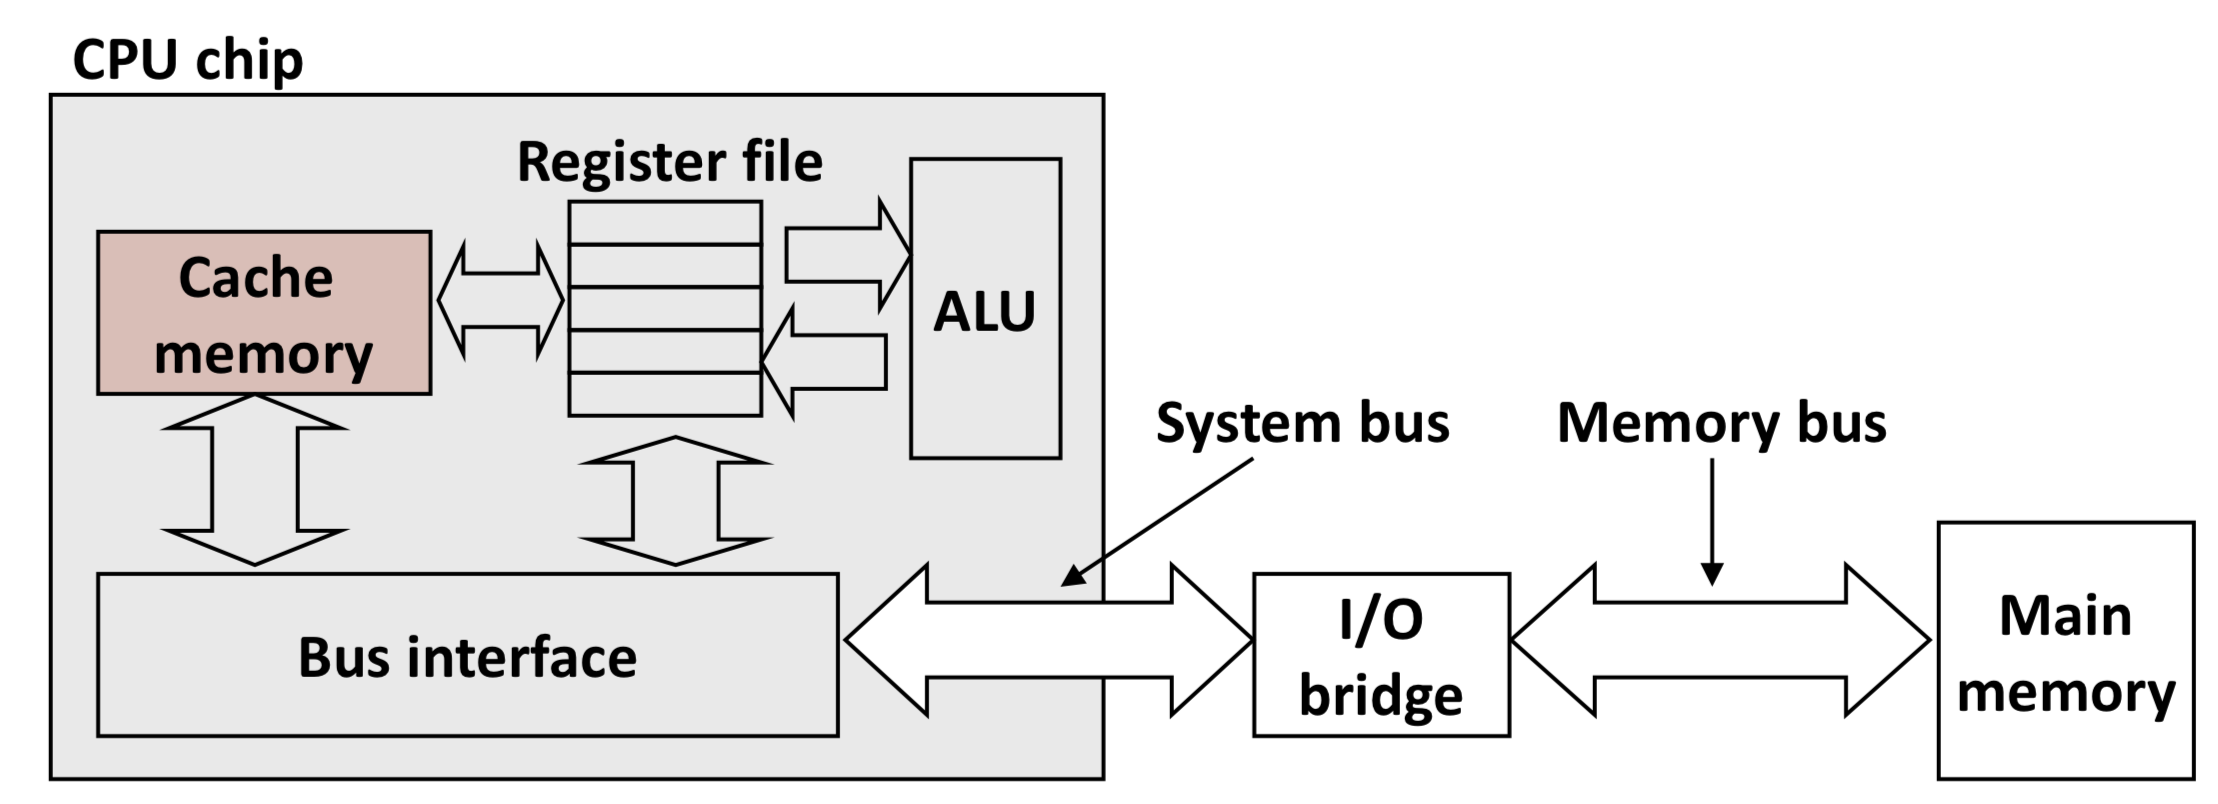 CPU chip
Register file
Cache
memory
ALU
System bus
Memory bus
Bus interface
I/O
bridge
Main
memory